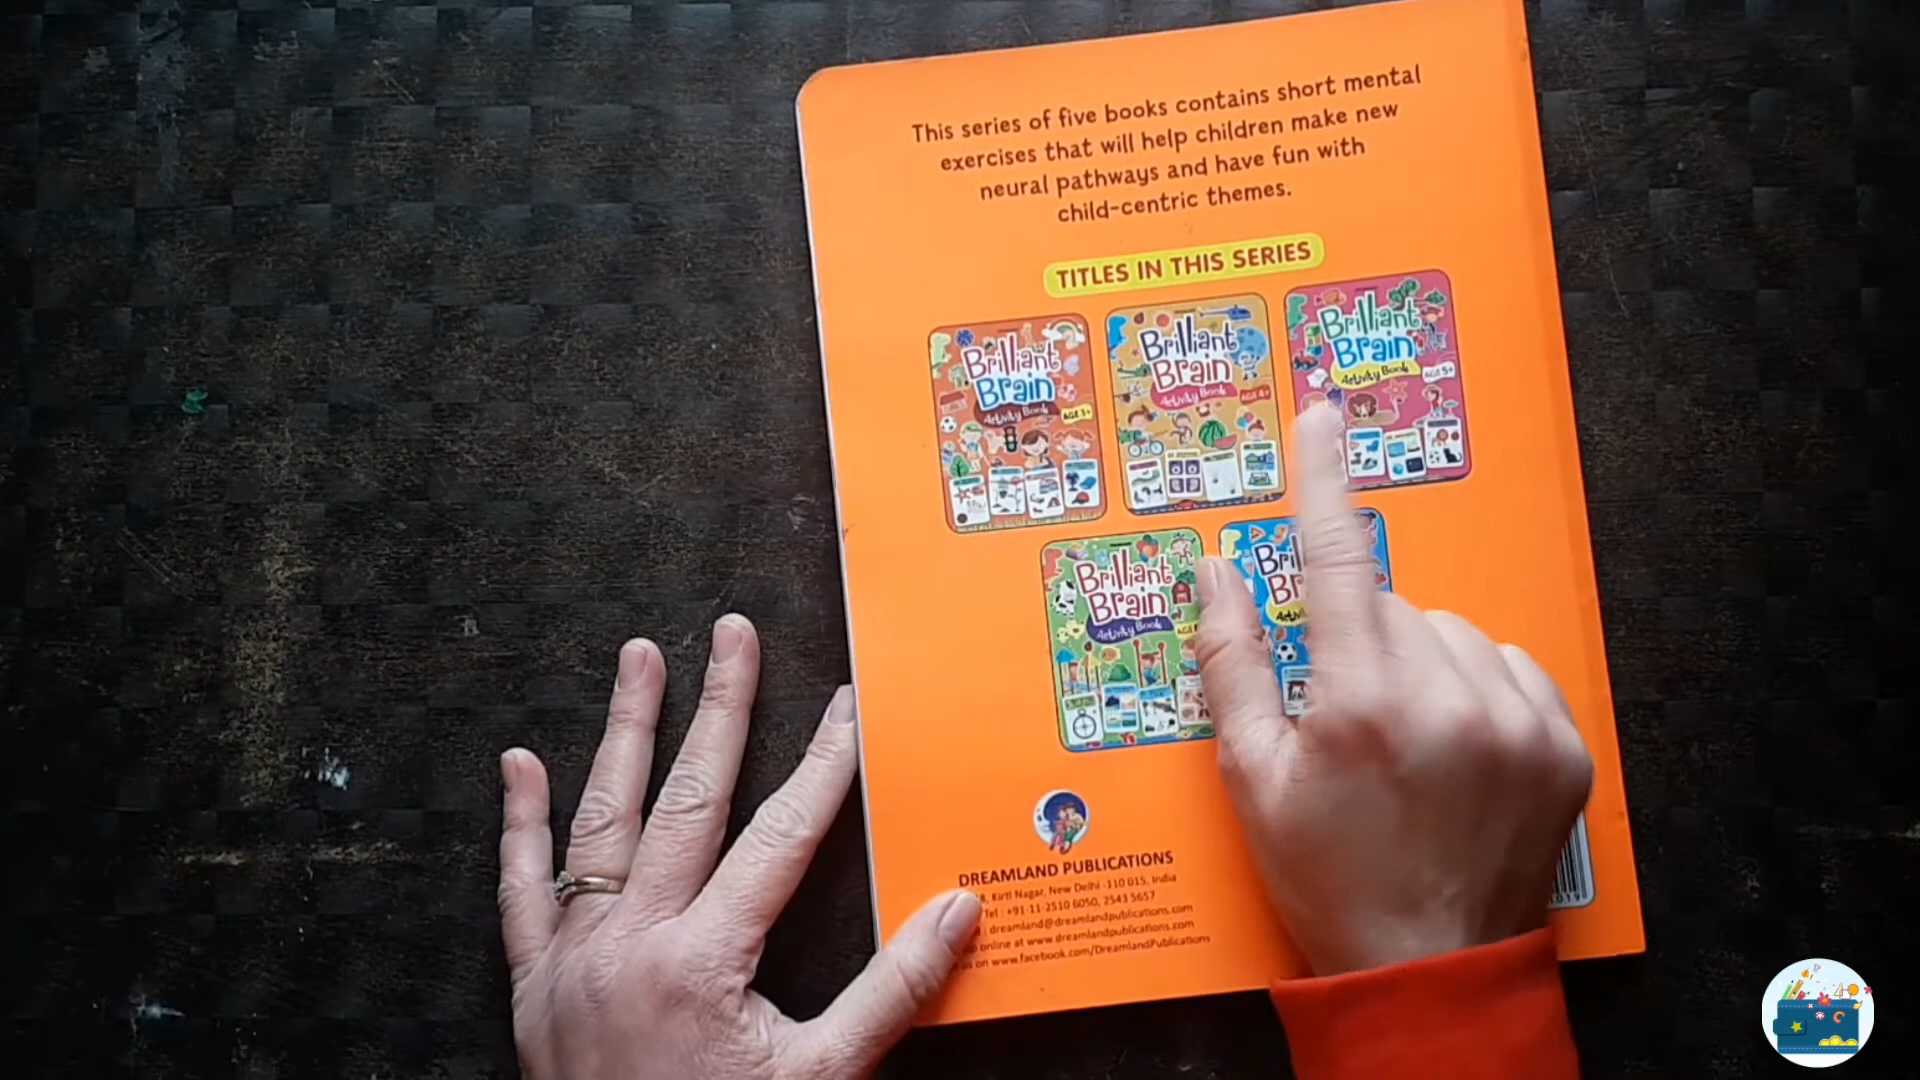 This series of five books contains short mental
exercises that will help children make new
neural pathways and have fun with
child-centric themes.
TITLES IN THIS SERIES
Brilliant
Brain
Activity Book
AGE 3+
Brilliant
Brain
Activity Book
AGE 4+
Brilliant
Brain
Activity Book
AGE 5+
Brilliant
Brain
Activity Book
AGE
Bri
Br
DREAMLAND PUBLICATIONS
Kirti Nagar, New Delhi -110 015, India
Tel : +91-11-2510 6050, 2543 5657
: dreamland@dreamlandpublications.com
online at www.dreamlandpublications.com
us on www.facebook.com/DreamlandPublications